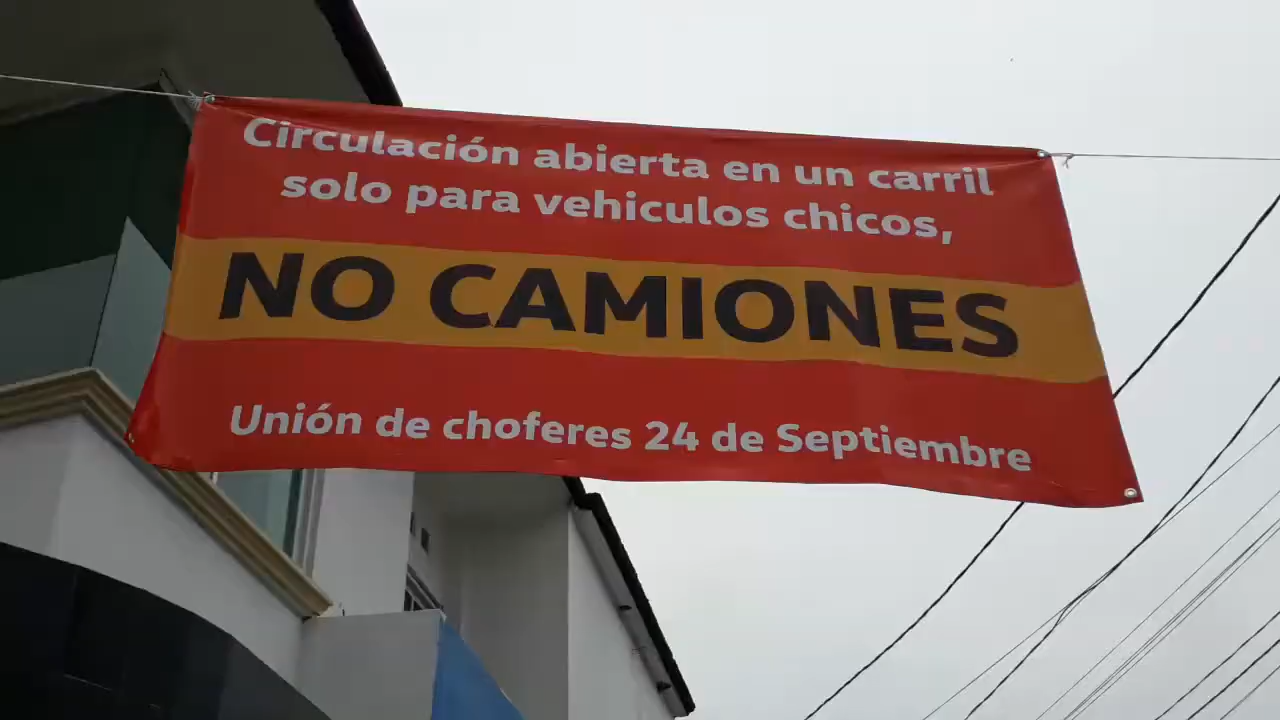 Circulación abierta en un carril
solo para vehiculos chicos,
NO CAMIONES
Unión de choferes 24 de Septiembre